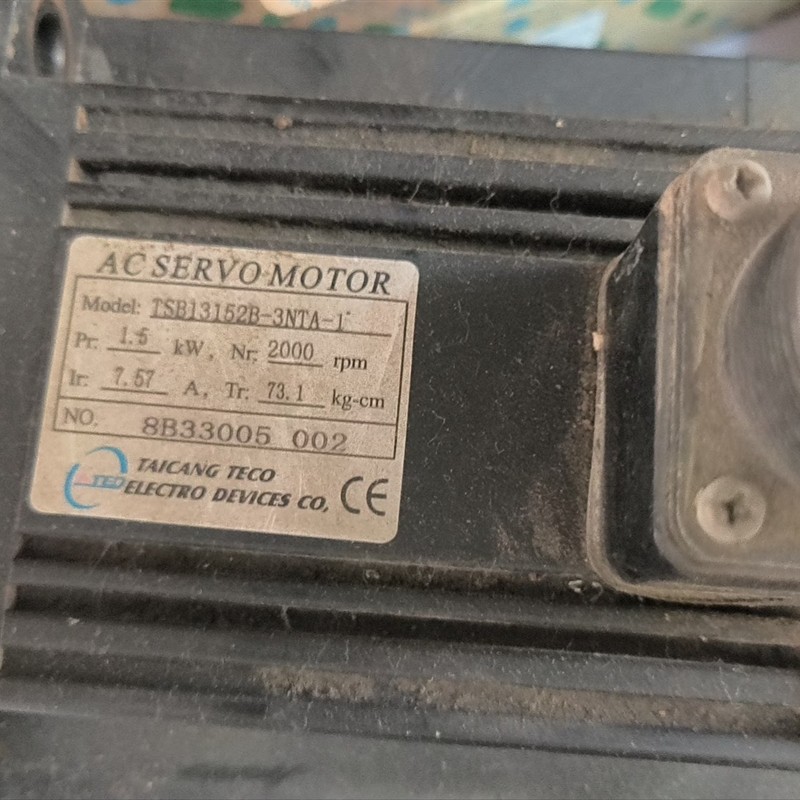 AC SERVO MOTOR
Model: TSB13152B-3NTA-1
Pr: 1.5 kW, Nr: 2000 rpm
Ir: 7.57 A, Tr: 73.1 kg-cm
NO. 8B33005 002
TAICANG TECO
ELECTRO DEVICES CO,
CE